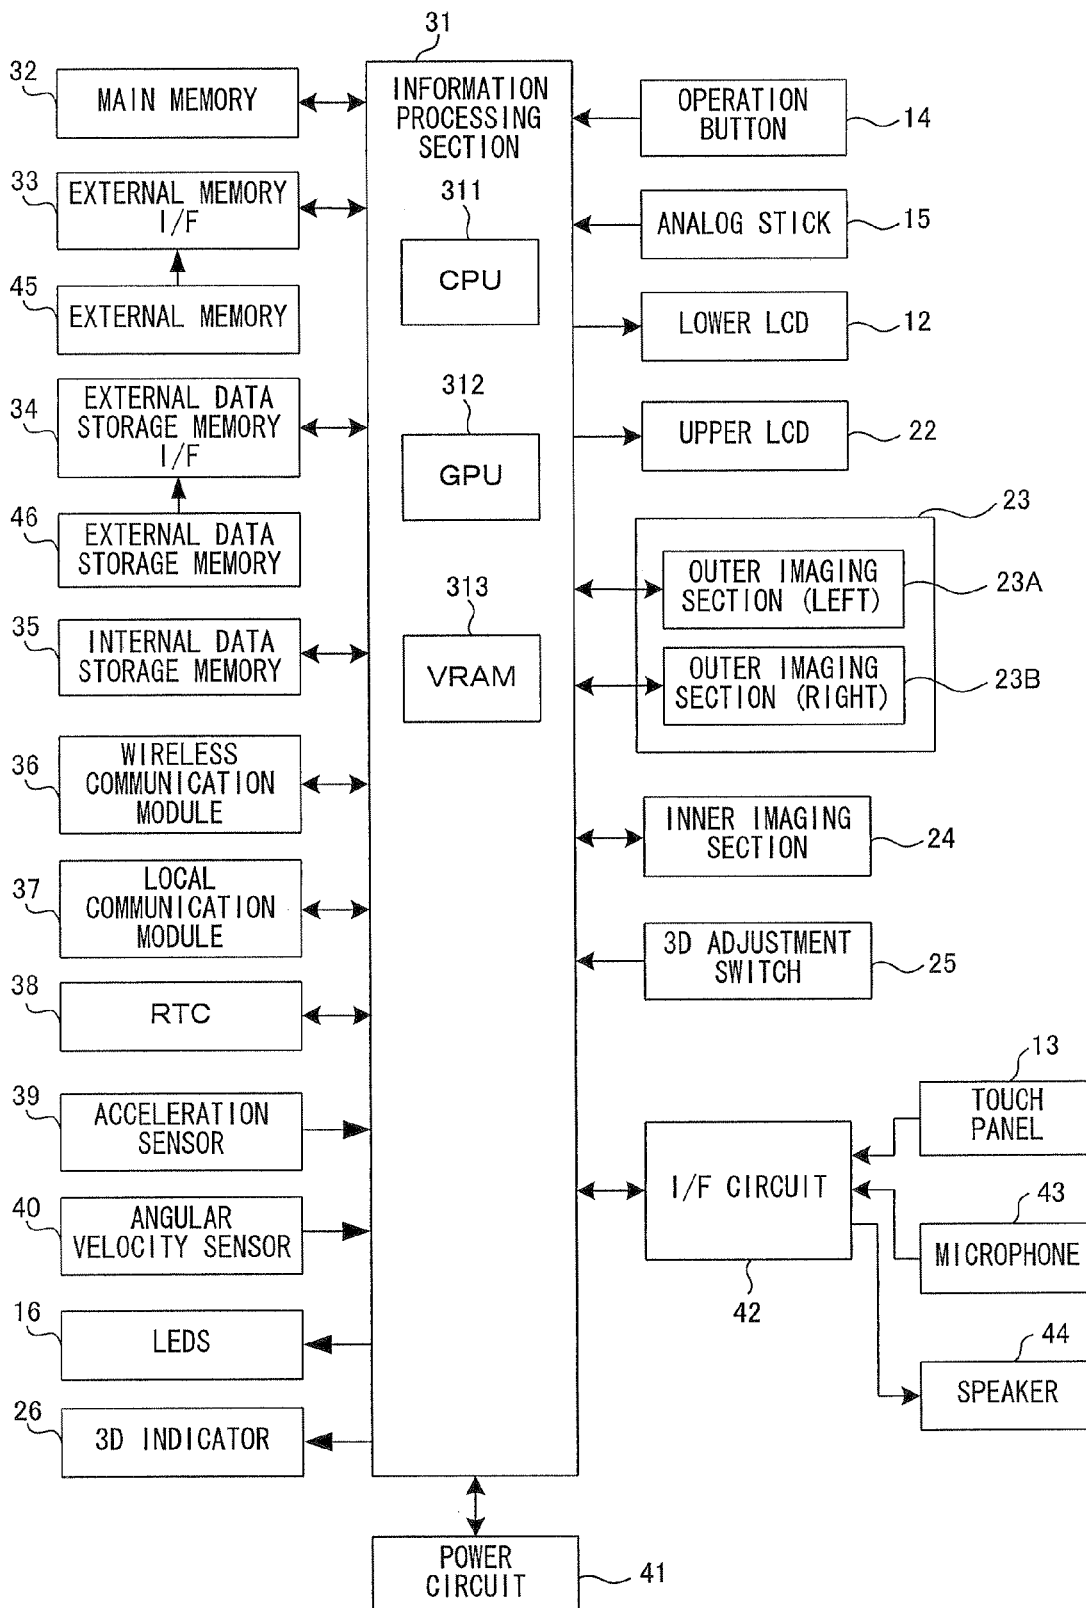 31
INFORMATION
PROCESSING
SECTION
311
CPU
312
GPU
313
VRAM
32
MAIN MEMORY
33
EXTERNAL MEMORY
I/F
45
EXTERNAL MEMORY
34
EXTERNAL DATA
STORAGE MEMORY
I/F
46
EXTERNAL DATA
STORAGE MEMORY
35
INTERNAL DATA
STORAGE MEMORY
36
WIRELESS
COMMUNICATION
MODULE
37
LOCAL
COMMUNICATION
MODULE
38
RTC
39
ACCELERATION
SENSOR
40
ANGULAR
VELOCITY SENSOR
16
LEDS
26
3D INDICATOR
OPERATION
BUTTON
14
ANALOG STICK
15
LOWER LCD
12
UPPER LCD
22
23
OUTER IMAGING
SECTION (LEFT)
23A
OUTER IMAGING
SECTION (RIGHT)
23B
INNER IMAGING
SECTION
24
3D ADJUSTMENT
SWITCH
25
13
TOUCH
PANEL
I/F CIRCUIT
42
43
MICROPHONE
44
SPEAKER
POWER
CIRCUIT
41